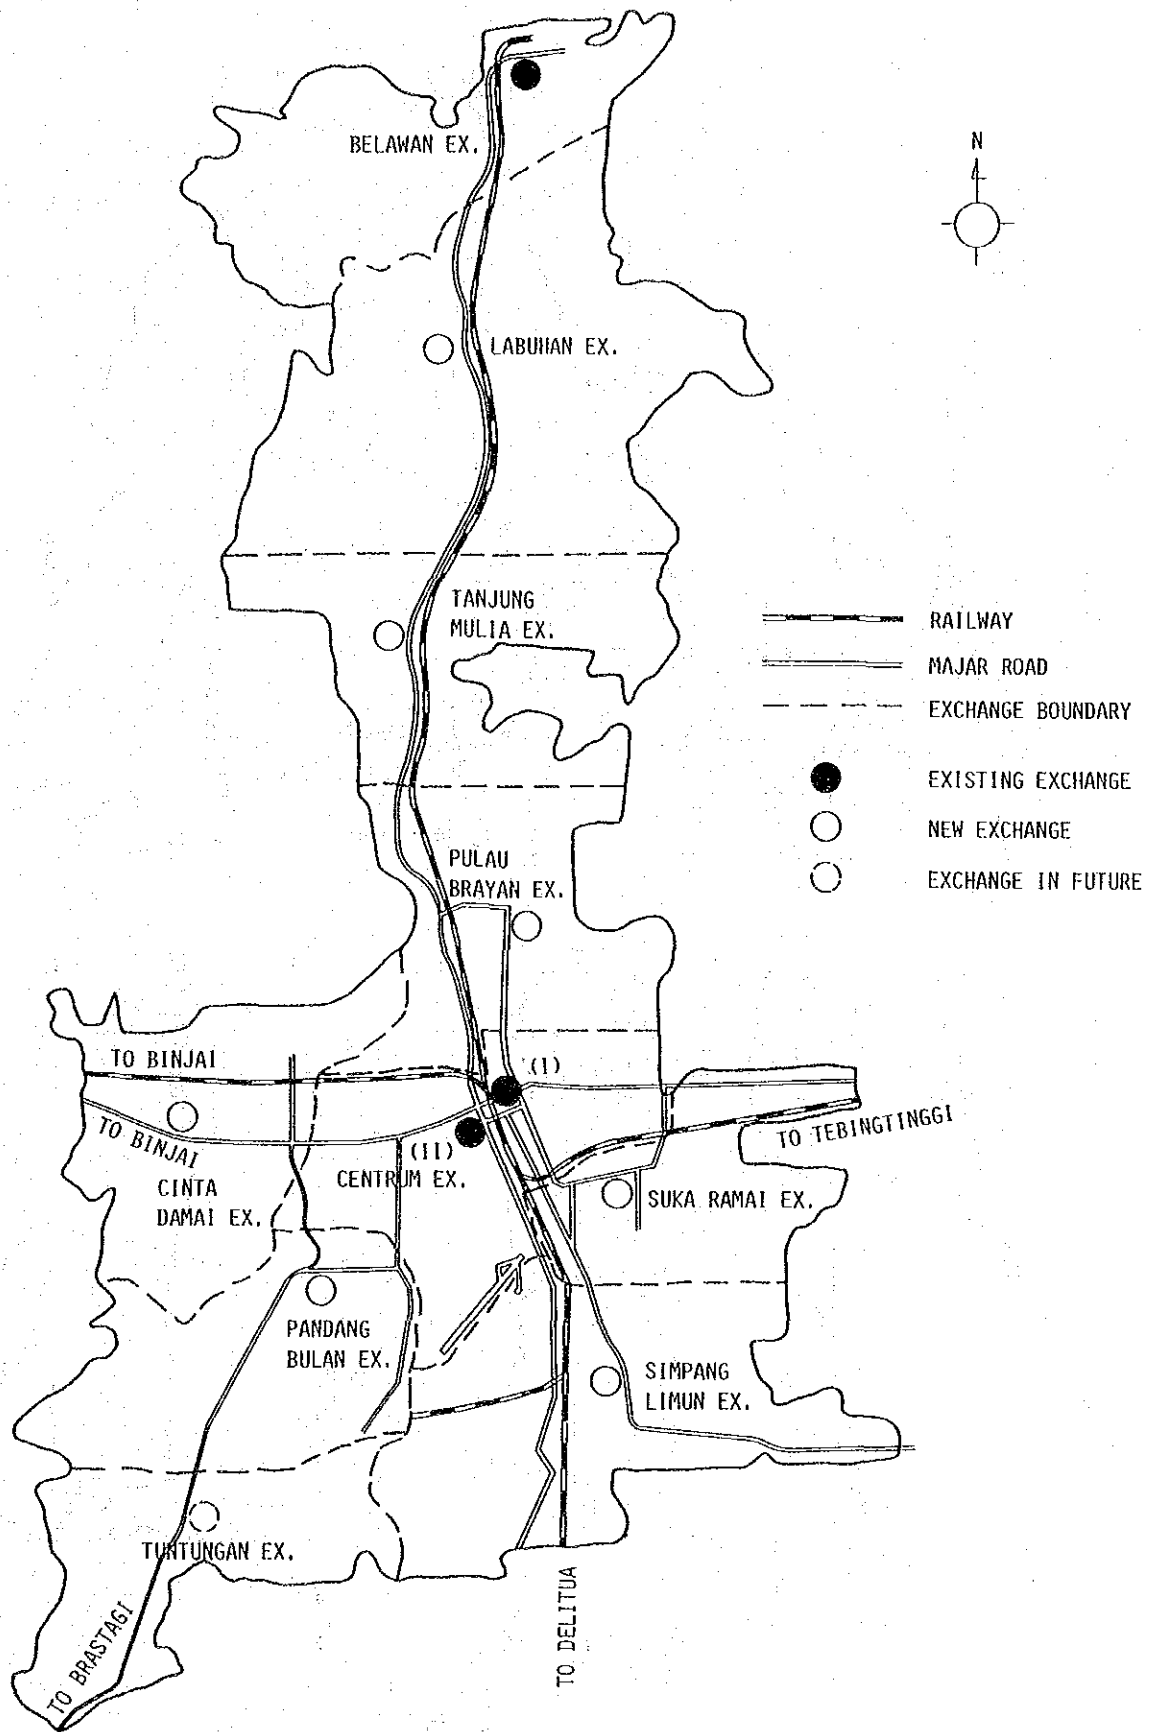 N
BELAWAN EX.
LABUHAN EX.
TANJUNG
MULIA EX.
RAILWAY
MAJAR ROAD
EXCHANGE BOUNDARY
EXISTING EXCHANGE
NEW EXCHANGE
EXCHANGE IN FUTURE
PULAU
BRAYAN EX.
TO BINJAI
(I)
TO BINJAI
(II)
CENTRUM EX.
TO TEBINGTINGGI
CINTA
DAMAI EX.
SUKA RAMAI EX.
PANDANG
BULAN EX.
SIMPANG
LIMUN EX.
TUNTUNGAN EX.
TO BRASTAGI
TO DELITUA